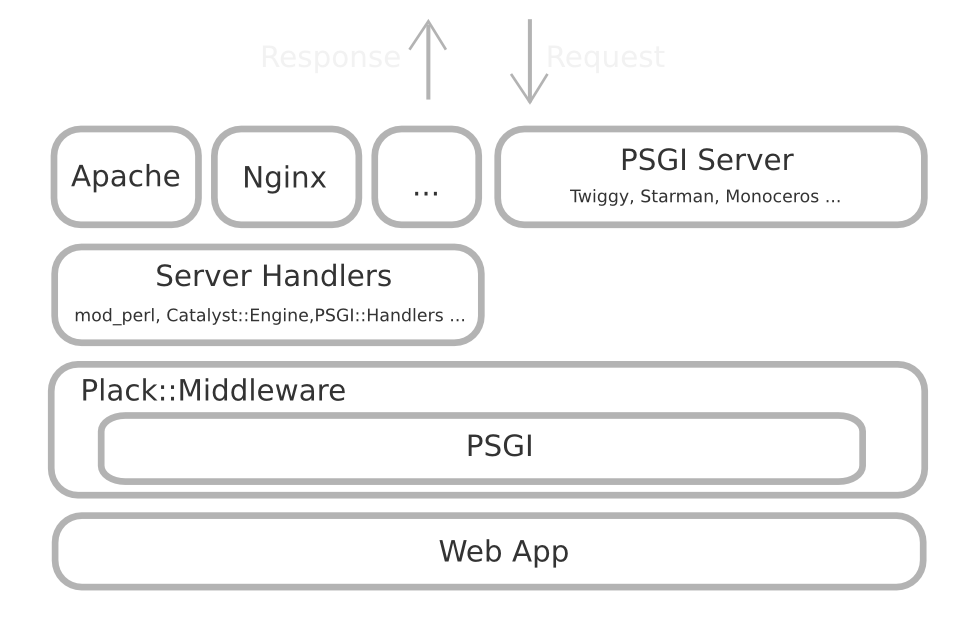 Response
Request
Apache
Nginx
...
PSGI Server
Twiggy, Starman, Monoceros ...
Server Handlers
mod_perl, Catalyst::Engine,PSGI::Handlers ...
Plack::Middleware
PSGI
Web App